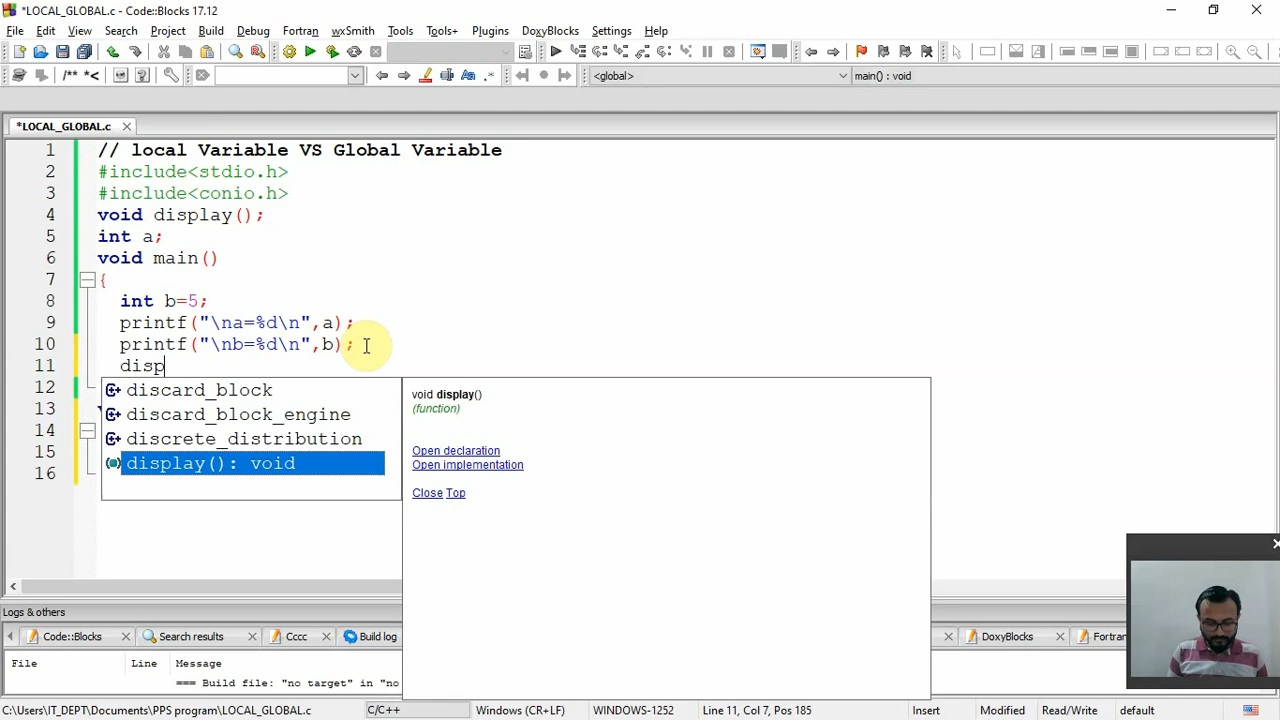 *LOCAL_GLOBAL.c - Code::Blocks 17.12
File Edit View Search Project Build Debug Fortran wxSmith Tools Tools+ Plugins DoxyBlocks Settings Help
/** *< <global> main() : void
*LOCAL_GLOBAL.c
1 // local Variable VS Global Variable
2 #include<stdio.h>
3 #include<conio.h>
4 void display();
5 int a;
6 void main()
7 {
8 int b=5;
9 printf("\na=%d\n",a);
10 printf("\nb=%d\n",b);
11 disp
12
13
14
15
16
discard_block
discard_block_engine
discrete_distribution
display(): void
void display()
(function)
Open declaration
Open implementation
Close Top
Logs & others
Code::Blocks Search results Cccc Build log DoxyBlocks Fortran
File Line Message
=== Build file: "no target" in "no
C:\Users\IT_DEPT\Documents\PPS program\LOCAL_GLOBAL.c C/C++ Windows (CR+LF) WINDOWS-1252 Line 11, Col 7, Pos 185 Insert Modified Read/Write default